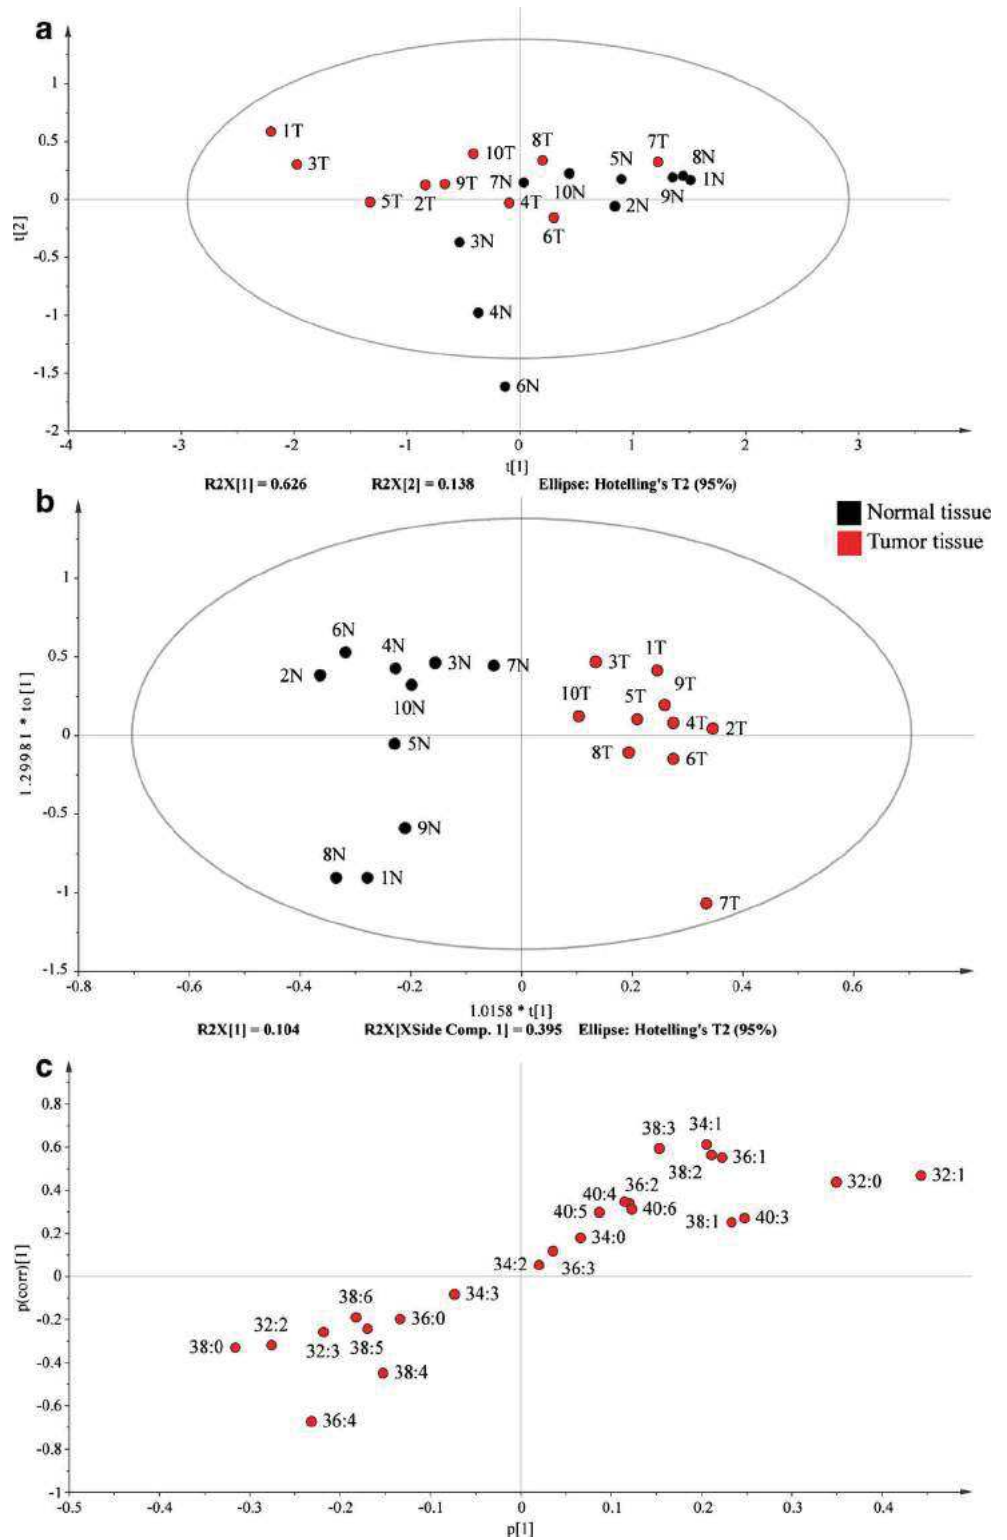 a
1
0.5
0
-0.5
-1
-1.5
-2
t[2]
1T
3T
5T
2T
9T
10T
7N
8T
4T
10N
6T
5N
2N
7T
8N
9N
1N
3N
4N
6N
-4 -3 -2 -1 0 1 2 3
t[1]
R2X[1] = 0.626 R2X[2] = 0.138 Ellipse: Hotelling's T2 (95%)
b
Normal tissue
Tumor tissue
1
0.5
0
-0.5
-1
-1.5
1.29981 * to[1]
6N
2N
4N
10N
3N
7N
5N
9N
8N
1N
3T
1T
9T
10T
5T
4T
2T
8T
6T
7T
-0.8 -0.6 -0.4 -0.2 0 0.2 0.4 0.6
1.0158 * t[1]
R2X[1] = 0.104 R2X[XSide Comp. 1] = 0.395 Ellipse: Hotelling's T2 (95%)
c
0.8
0.6
0.4
0.2
0
-0.2
-0.4
-0.6
-0.8
-1
p(corr)[1]
38:3
34:1
38:2
36:1
32:0
32:1
40:4
36:2
40:5
40:6
38:1
40:3
34:0
34:2
36:3
34:3
38:6
36:0
32:2
38:0
32:3
38:5
38:4
36:4
-0.5 -0.4 -0.3 -0.2 -0.1 0 0.1 0.2 0.3 0.4
p[1]